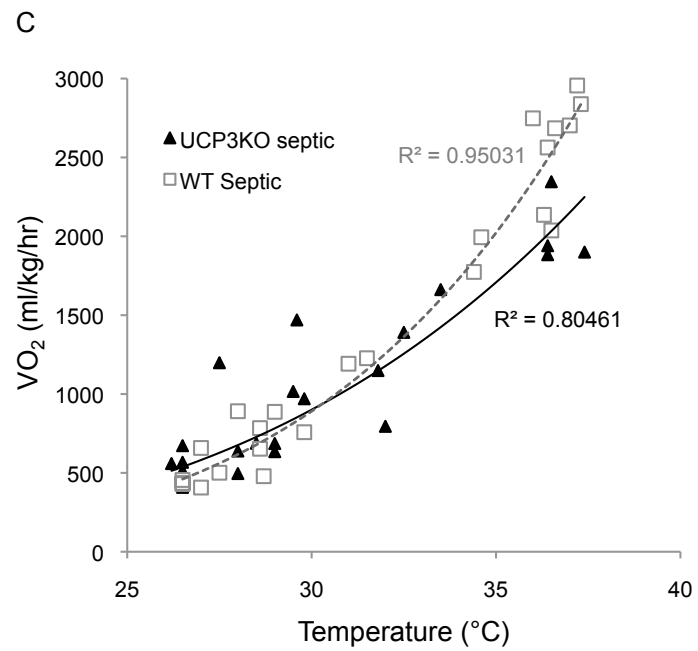 C
3000
2500
2000
1500
1000
500
0
VO₂ (ml/kg/hr)
UCP3KO septic
WT Septic
R² = 0.95031
R² = 0.80461
25 30 35 40
Temperature (°C)